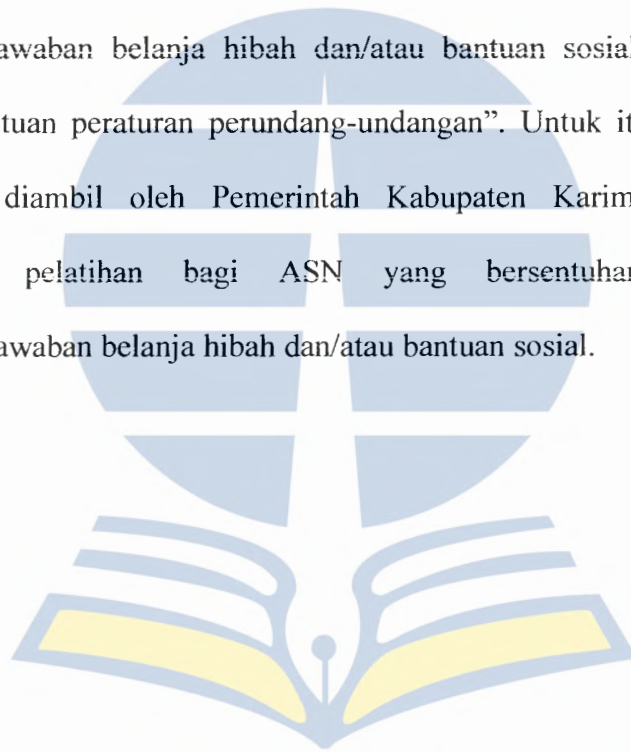 awaban belanja hibah dan/atau bantuan sosial
tuan peraturan perundang-undangan”. Untuk it
diambil oleh Pemerintah Kabupaten Karim
pelatihan bagi ASN yang bersentuhan
awaban belanja hibah dan/atau bantuan sosial.